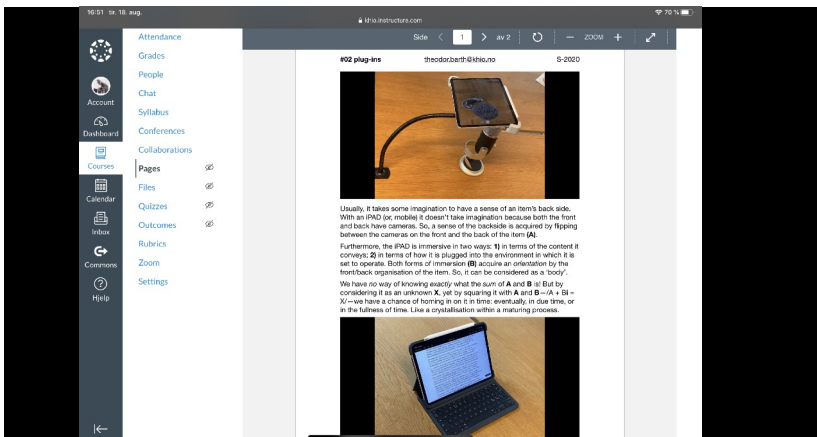 16:51 tir. 18. aug.
khio.instructure.com
70 %
Account
Dashboard
Courses
Calendar
Inbox
Commons
Hjelp
Attendance
Grades
People
Chat
Syllabus
Conferences
Collaborations
Pages
Files
Quizzes
Outcomes
Rubrics
Zoom
Settings
Side < 1 > av 2 — ZOOM +
#02 plug-ins theodor.barth@khio.no S-2020
Usually, it takes some imagination to have a sense of an item's back side.
With an iPAD (or, mobile) it doesn't take imagination because both the front
and back have cameras. So, a sense of the backside is acquired by flipping
between the cameras on the front and the back of the item (A).
Furthermore, the iPAD is immersive in two ways: 1) in terms of the content it
conveys; 2) in terms of how it is plugged into the environment in which it is
set to operate. Both forms of immersion (B) acquire an orientation by the
front/back organisation of the item. So, it can be considered as a 'body'.
We have no way of knowing exactly what the sum of A and B is! But by
considering it as an unknown X, yet by squaring it with A and B—/A + Bi =
X/—we have a chance of homing in on it in time: eventually, in due time, or
in the fullness of time. Like a crystallisation within a maturing process.